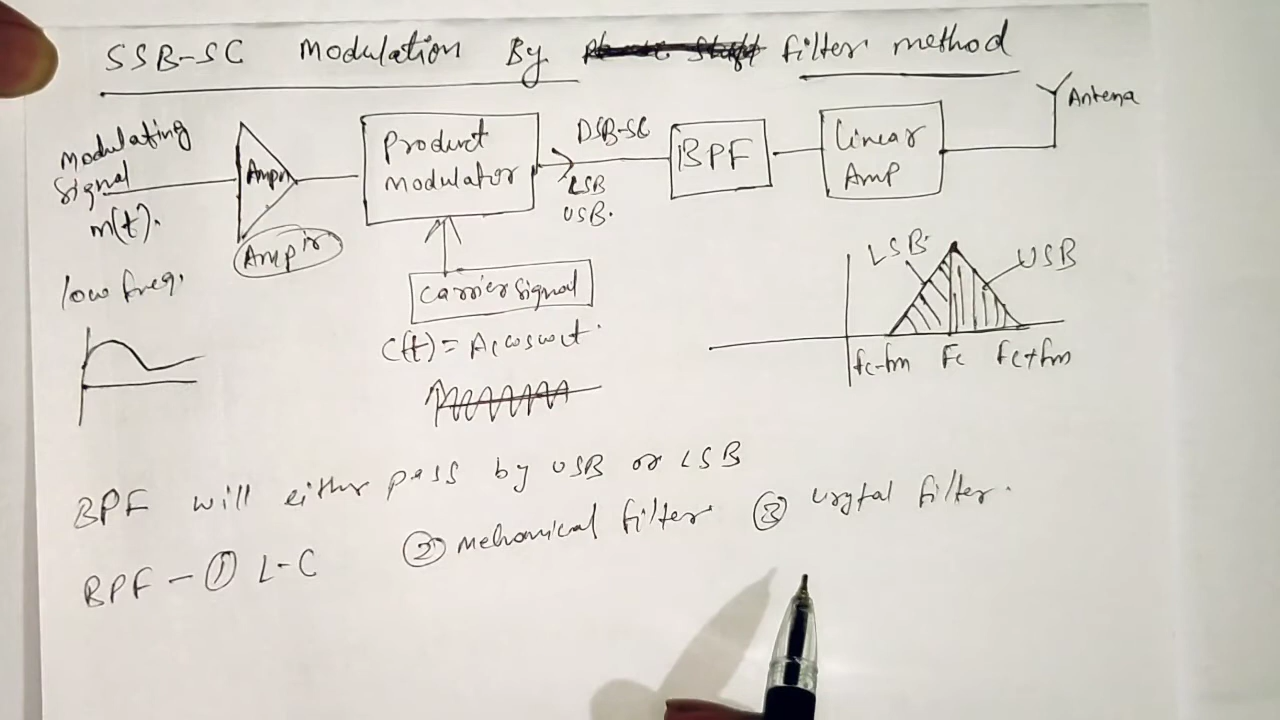 SSB-SC Modulation By filter method
Modulating
Signal
m(t).
Ampr
Ampir
Product
modulator
DSB-SC
LSB
USB.
BPF
Linear
Amp
Antena
low freq.
Carrier signal
c(t) = Ac cos wct.
LSB
USB
fc-fm
Fc
fc+fm
BPF will either pass by USB or LSB
BPF - ① L-C ② mehanical filter ③ crystal filter.